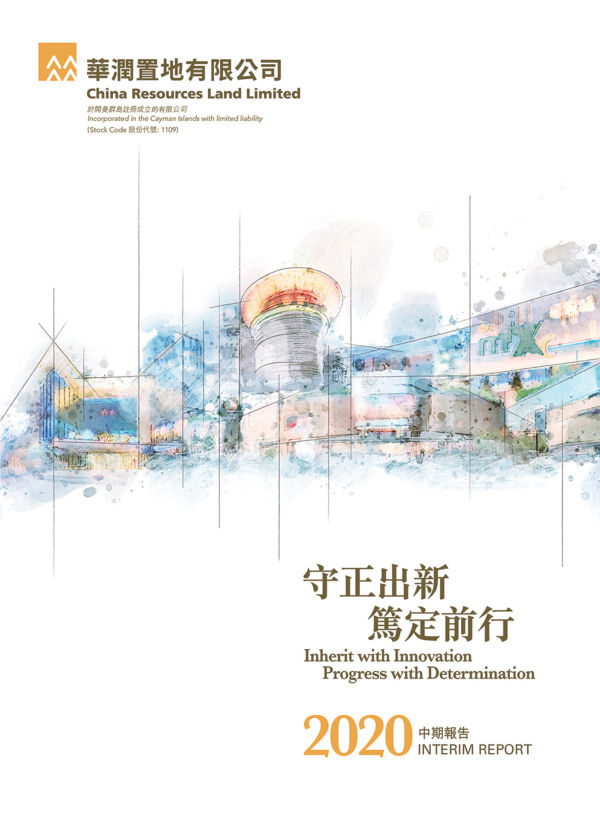 華潤置地有限公司
China Resources Land Limited
於開曼群島註冊成立的有限公司
Incorporated in the Cayman Islands with limited liability
(Stock Code 股份代號: 1109)
守正出新
篤定前行
Inherit with Innovation
Progress with Determination
2020 中期報告
INTERIM REPORT